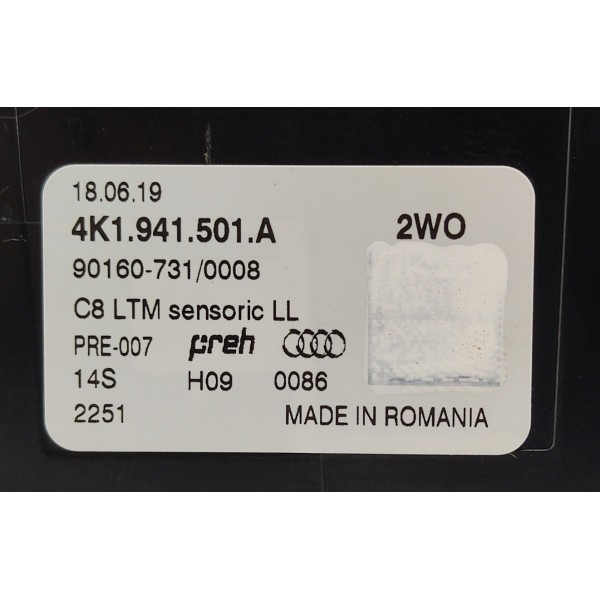 18.06.19
4K1.941.501.A 2WO
90160-731/0008
C8 LTM sensoric LL
PRE-007 preh
14S H09 0086
2251 MADE IN ROMANIA